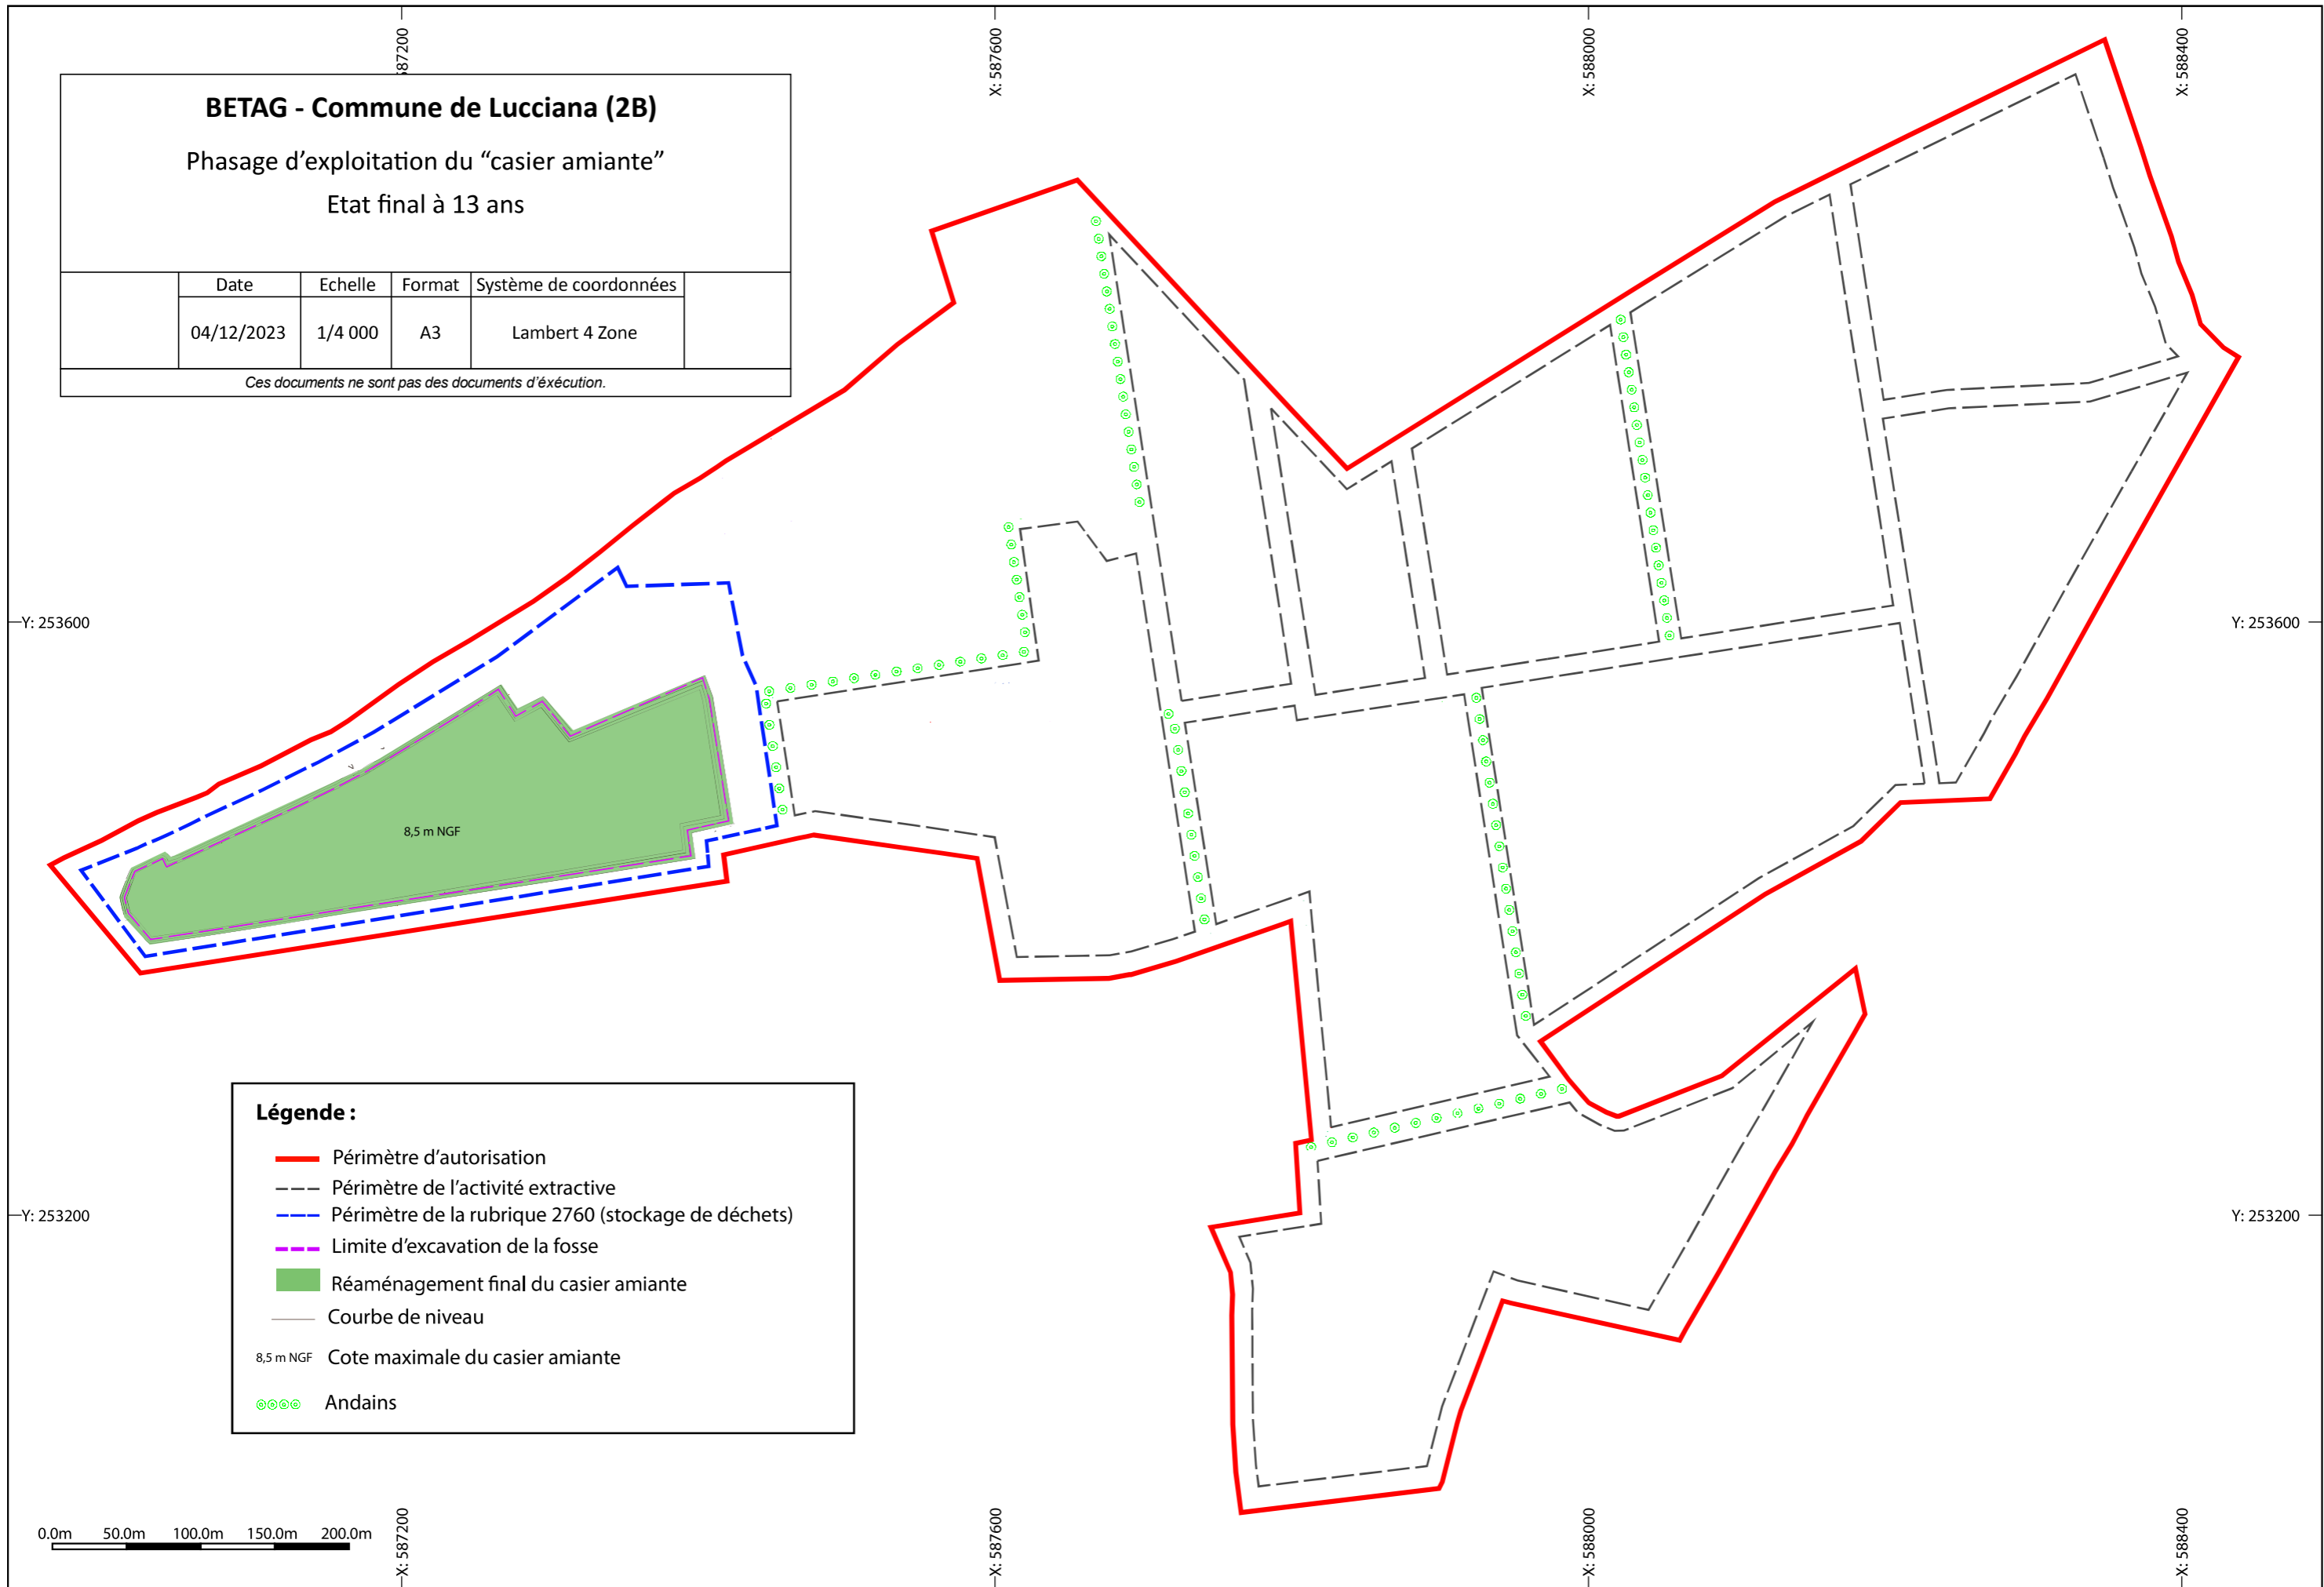 X: 587200
X: 587600
X: 588000
X: 588400
BETAG - Commune de Lucciana (2B)
Phasage d’exploitation du “casier amiante”
Etat final à 13 ans
Date
Echelle
Format
Système de coordonnées
04/12/2023
1/4 000
A3
Lambert 4 Zone
Ces documents ne sont pas des documents d’éxécution.
Y: 253600
Y: 253600
8,5 m NGF
Légende :
Périmètre d’autorisation
Périmètre de l’activité extractive
Périmètre de la rubrique 2760 (stockage de déchets)
Limite d’excavation de la fosse
Réaménagement final du casier amiante
Courbe de niveau
8,5 m NGF Cote maximale du casier amiante
Andains
Y: 253200
Y: 253200
0.0m 50.0m 100.0m 150.0m 200.0m
X: 587200
X: 587600
X: 588000
X: 588400